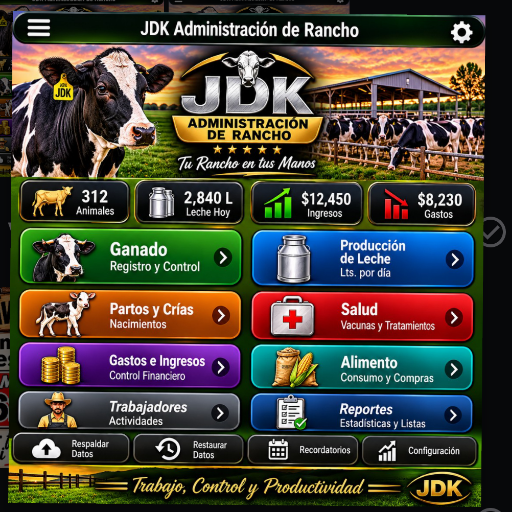 JDK Administración de Rancho
JDK
JDK
ADMINISTRACIÓN
DE RANCHO
Tu Rancho en tus Manos
312
Animales
2,840 L
Leche Hoy
$12,450
Ingresos
$8,230
Gastos
Ganado
Registro y Control
Producción
de Leche
Lts. por día
Partos y Crías
Nacimientos
Salud
Vacunas y Tratamientos
Gastos e Ingresos
Control Financiero
Alimento
Consumo y Compras
Trabajadores
Actividades
Reportes
Estadísticas y Listas
Respaldar
Datos
Restaurar
Datos
Recordatorios
Configuración
Trabajo, Control y Productividad
JDK